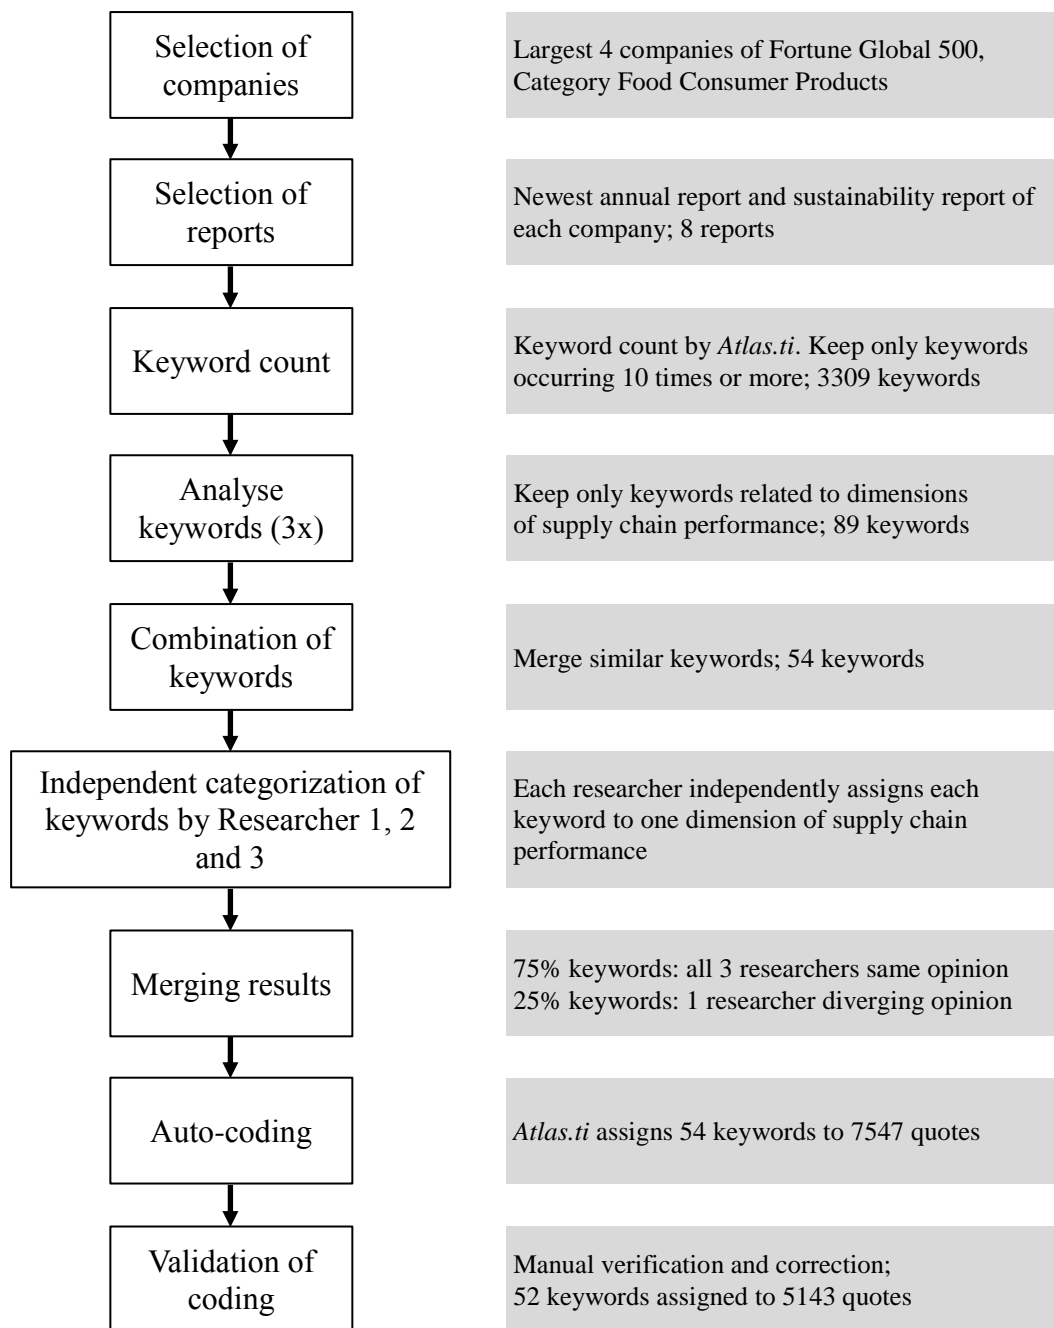 Selection of
companies
Largest 4 companies of Fortune Global 500,
Category Food Consumer Products
Selection of
reports
Newest annual report and sustainability report of
each company; 8 reports
Keyword count
Keyword count by Atlas.ti. Keep only keywords
occurring 10 times or more; 3309 keywords
Analyse
keywords (3x)
Keep only keywords related to dimensions
of supply chain performance; 89 keywords
Combination of
keywords
Merge similar keywords; 54 keywords
Independent categorization of
keywords by Researcher 1, 2
and 3
Each researcher independently assigns each
keyword to one dimension of supply chain
performance
Merging results
75% keywords: all 3 researchers same opinion
25% keywords: 1 researcher diverging opinion
Auto-coding
Atlas.ti assigns 54 keywords to 7547 quotes
Validation of
coding
Manual verification and correction;
52 keywords assigned to 5143 quotes